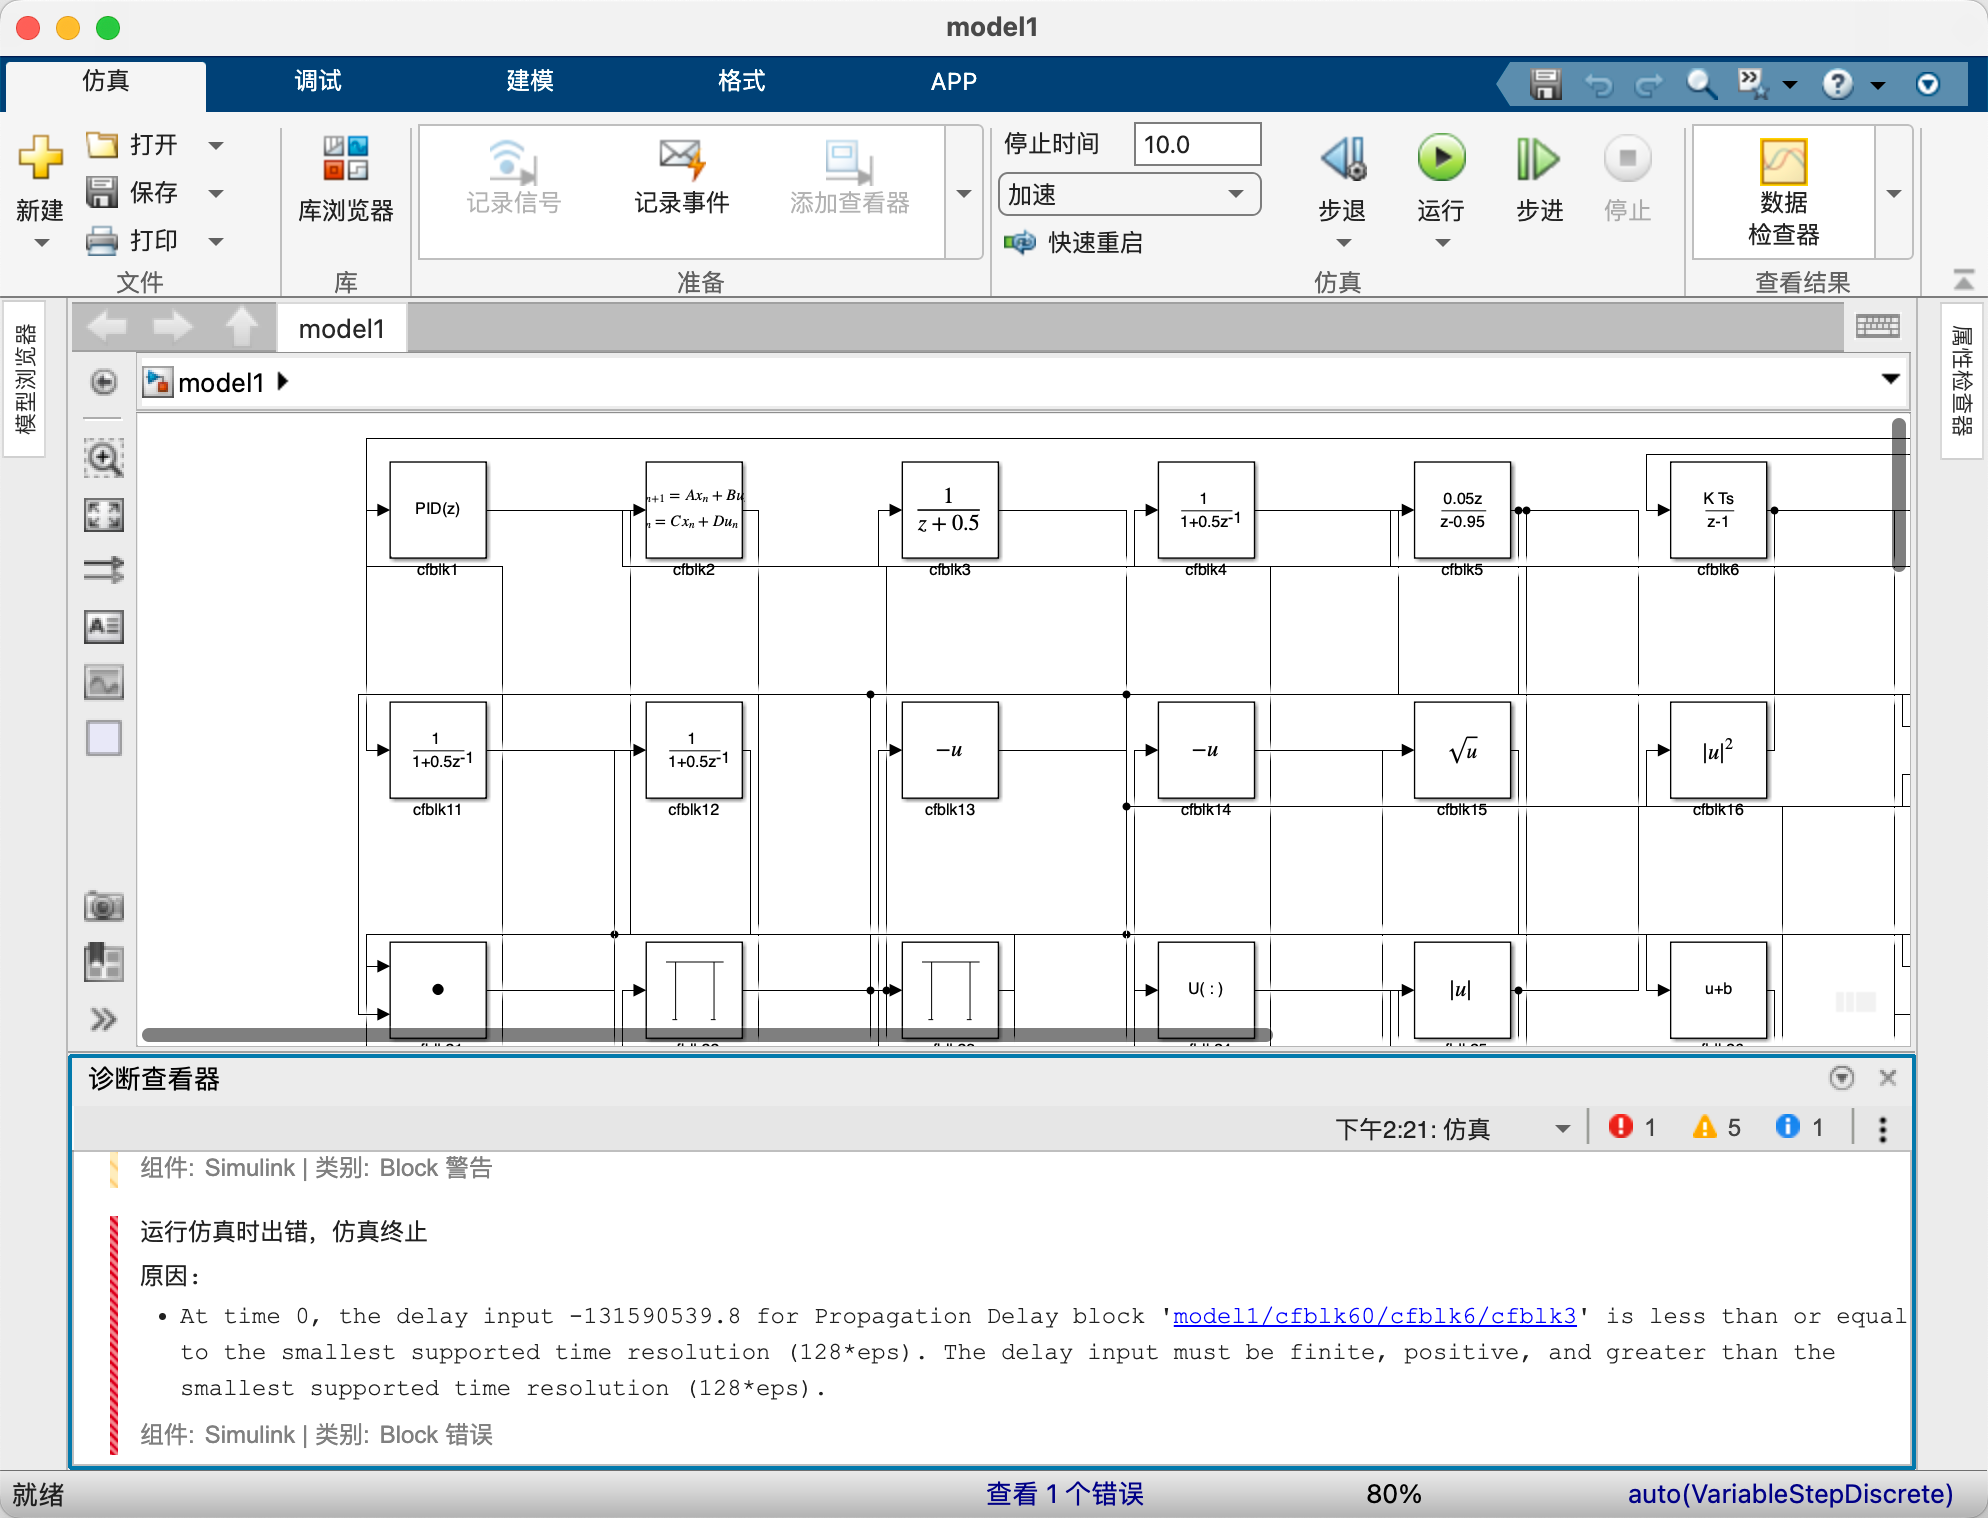 model1
仿真
调试
建模
格式
APP
新建
打开
保存
打印
文件
库浏览器
库
记录信号
记录事件
添加查看器
准备
停止时间
10.0
加速
快速重启
步退
运行
步进
停止
仿真
数据
检查器
查看结果
模型浏览器
属性检查器
model1
model1
PID(z)
cfblk1
n+1 = Axn + Bu
n = Cxn + Dun
cfblk2
1
z + 0.5
cfblk3
1
1+0.5z-1
cfblk4
0.05z
z-0.95
cfblk5
K Ts
z-1
cfblk6
1
1+0.5z-1
cfblk11
1
1+0.5z-1
cfblk12
−u
cfblk13
−u
cfblk14
√u
cfblk15
|u|2
cfblk16
U( : )
|u|
u+b
诊断查看器
下午2:21: 仿真
1
5
1
组件: Simulink | 类别: Block 警告
运行仿真时出错，仿真终止
原因:
• At time 0, the delay input -131590539.8 for Propagation Delay block 'model1/cfblk60/cfblk6/cfblk3' is less than or equal
to the smallest supported time resolution (128*eps). The delay input must be finite, positive, and greater than the
smallest supported time resolution (128*eps).
组件: Simulink | 类别: Block 错误
就绪
查看 1 个错误
80%
auto(VariableStepDiscrete)